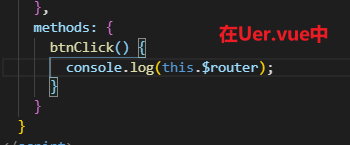 },
methods: {
btnClick() {
console.log(this.$router);
}
}
}
在Uer.vue中
</script>